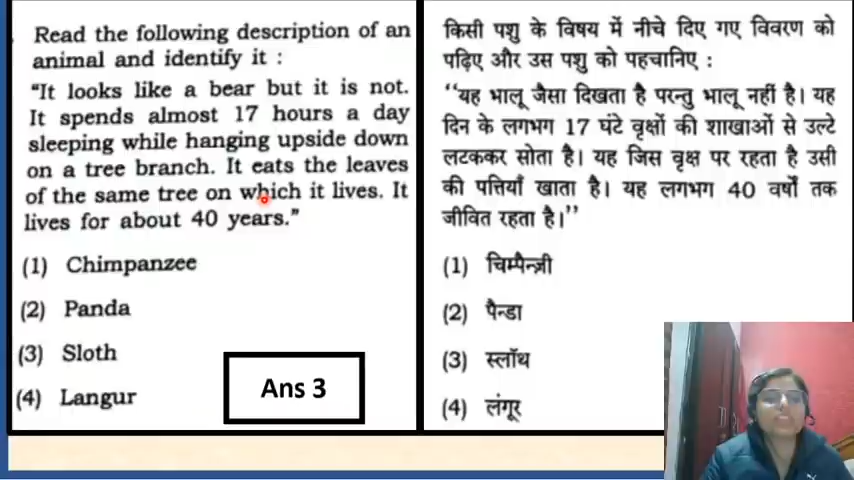 Read the following description of an
animal and identify it :
“It looks like a bear but it is not.
It spends almost 17 hours a day
sleeping while hanging upside down
on a tree branch. It eats the leaves
of the same tree on which it lives. It
lives for about 40 years.”
(1) Chimpanzee
(2) Panda
(3) Sloth
(4) Langur
Ans 3
किसी पशु के विषय में नीचे दिए गए विवरण को
पढ़िए और उस पशु को पहचानिए :
‘‘यह भालू जैसा दिखता है परन्तु भालू नहीं है। यह
दिन के लगभग 17 घंटे वृक्षों की शाखाओं से उल्टे
लटककर सोता है। यह जिस वृक्ष पर रहता है उसी
की पत्तियाँ खाता है। यह लगभग 40 वर्षों तक
जीवित रहता है।’’
(1) चिम्पैन्ज़ी
(2) पैन्डा
(3) स्लॉथ
(4) लंगूर